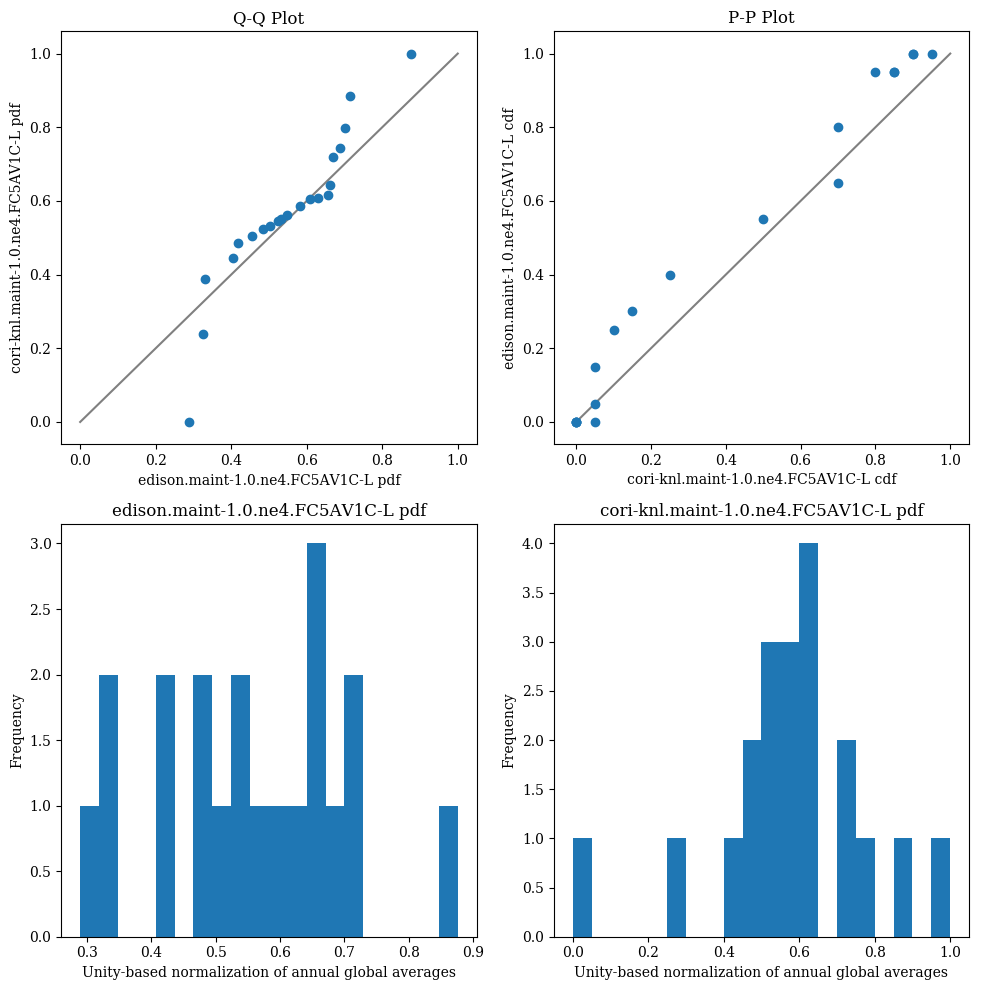 Q-Q Plot
1.0
0.8
0.6
0.4
0.2
0.0
0.0 0.2 0.4 0.6 0.8 1.0
cori-knl.maint-1.0.ne4.FC5AV1C-L pdf
edison.maint-1.0.ne4.FC5AV1C-L pdf
P-P Plot
1.0
0.8
0.6
0.4
0.2
0.0
0.0 0.2 0.4 0.6 0.8 1.0
edison.maint-1.0.ne4.FC5AV1C-L cdf
cori-knl.maint-1.0.ne4.FC5AV1C-L cdf
edison.maint-1.0.ne4.FC5AV1C-L pdf
3.0
2.5
2.0
1.5
1.0
0.5
0.0
0.3 0.4 0.5 0.6 0.7 0.8 0.9
Frequency
Unity-based normalization of annual global averages
cori-knl.maint-1.0.ne4.FC5AV1C-L pdf
4.0
3.5
3.0
2.5
2.0
1.5
1.0
0.5
0.0
0.0 0.2 0.4 0.6 0.8 1.0
Frequency
Unity-based normalization of annual global averages